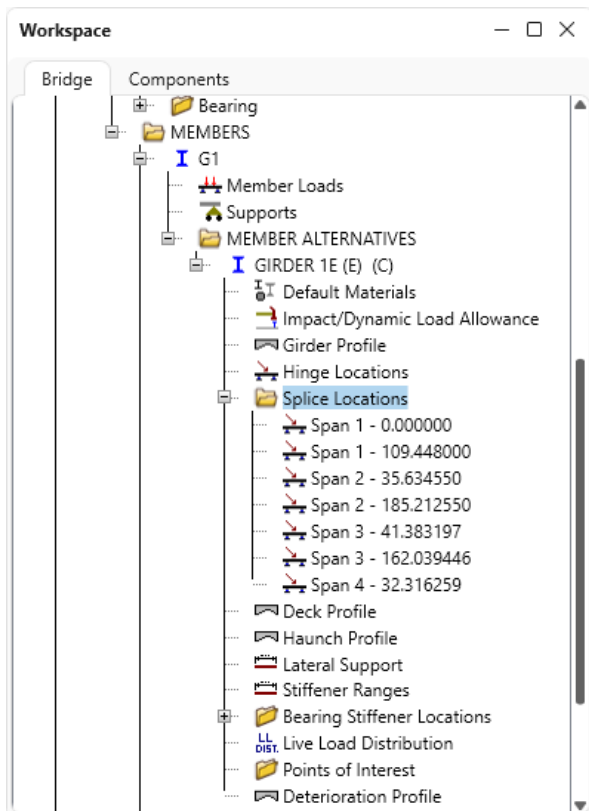 Workspace
Bridge Components
Bearing
MEMBERS
G1
Member Loads
Supports
MEMBER ALTERNATIVES
GIRDER 1E (E) (C)
Default Materials
Impact/Dynamic Load Allowance
Girder Profile
Hinge Locations
Splice Locations
Span 1 - 0.000000
Span 1 - 109.448000
Span 2 - 35.634550
Span 2 - 185.212550
Span 3 - 41.383197
Span 3 - 162.039446
Span 4 - 32.316259
Deck Profile
Haunch Profile
Lateral Support
Stiffener Ranges
Bearing Stiffener Locations
LL
DIST. Live Load Distribution
Points of Interest
Deterioration Profile